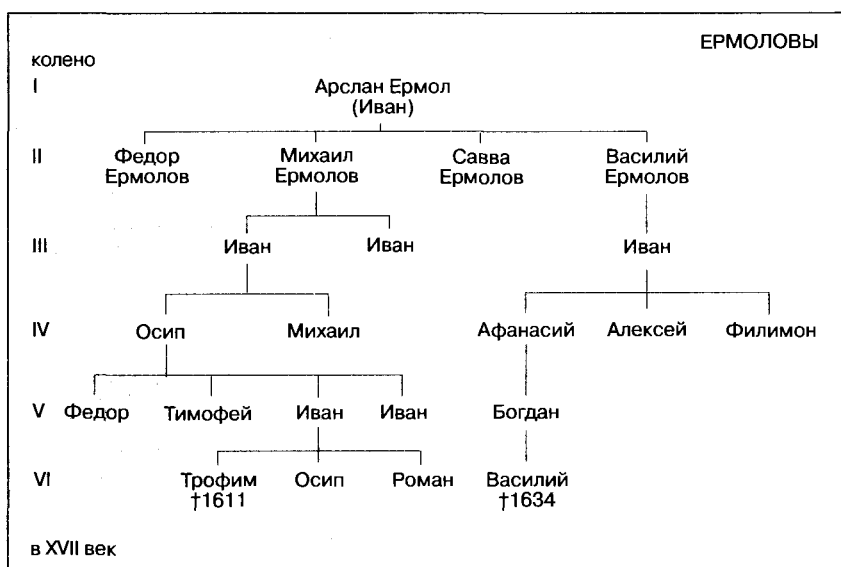 ЕРМОЛОВЫ
колено
I Арслан Ермол
(Иван)
II Федор Михаил Савва Василий
Ермолов Ермолов Ермолов Ермолов
III Иван Иван Иван
IV Осип Михаил Афанасий Алексей Филимон
V Федор Тимофей Иван Иван Богдан
VI Трофим Осип Роман Василий
†1611 †1634
в XVII век